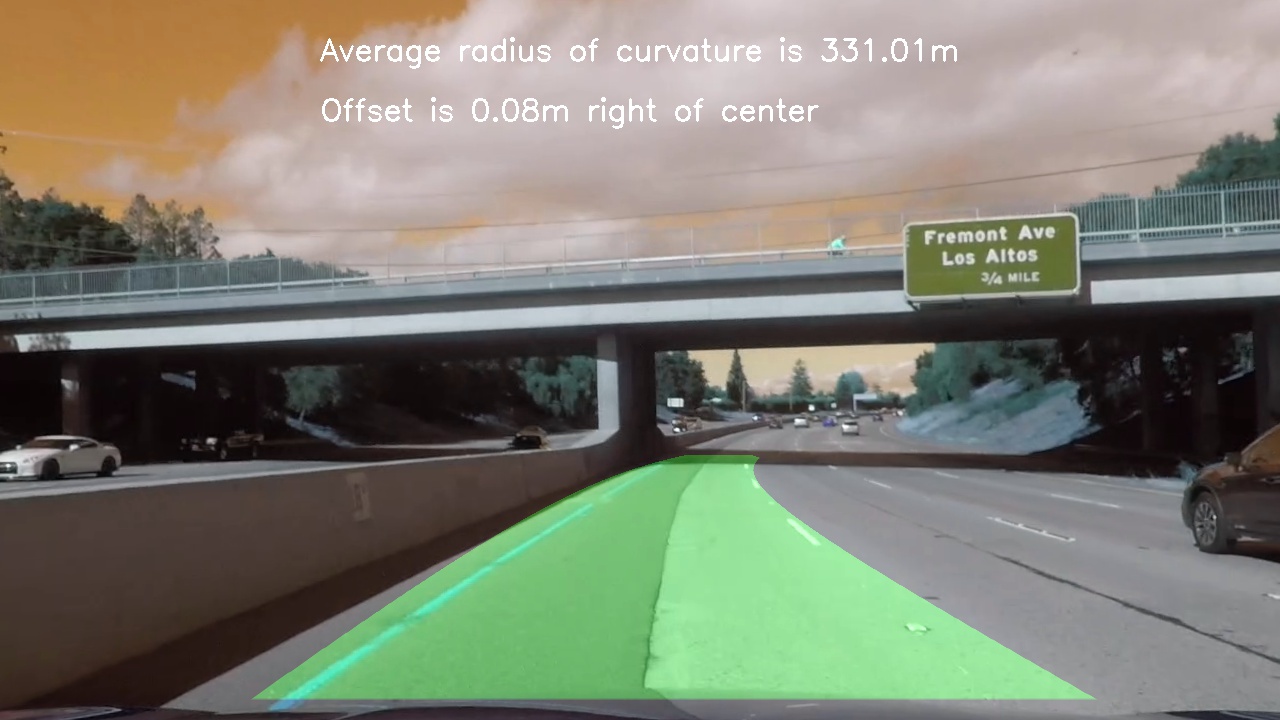 Average radius of curvature is 331.01m
Offset is 0.08m right of center
Fremont Ave
Los Altos
3/4 MILE